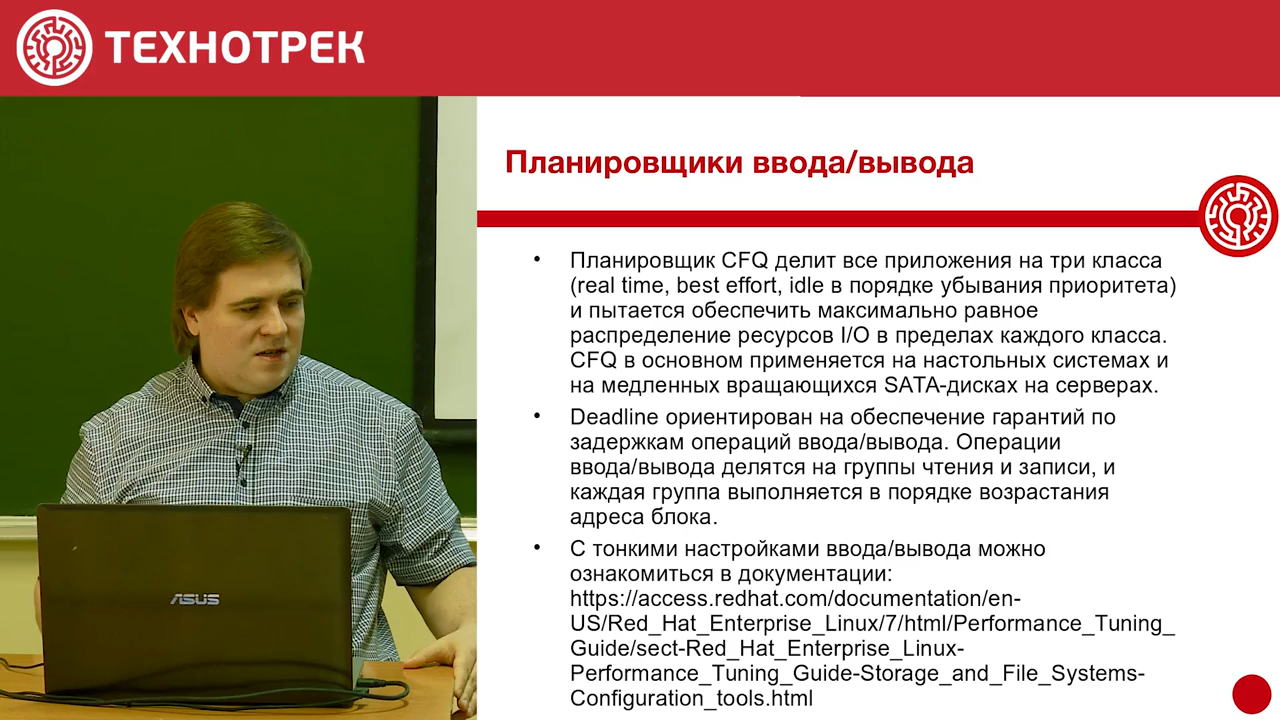 ТЕХНОТРЕК
Планировщики ввода/вывода
• Планировщик CFQ делит все приложения на три класса
(real time, best effort, idle в порядке убывания приоритета)
и пытается обеспечить максимально равное
распределение ресурсов I/O в пределах каждого класса.
CFQ в основном применяется на настольных системах и
на медленных вращающихся SATA-дисках на серверах.
• Deadline ориентирован на обеспечение гарантий по
задержкам операций ввода/вывода. Операции
ввода/вывода делятся на группы чтения и записи, и
каждая группа выполняется в порядке возрастания
адреса блока.
• С тонкими настройками ввода/вывода можно
ознакомиться в документации:
https://access.redhat.com/documentation/en-
US/Red_Hat_Enterprise_Linux/7/html/Performance_Tuning_
Guide/sect-Red_Hat_Enterprise_Linux-
Performance_Tuning_Guide-Storage_and_File_Systems-
Configuration_tools.html
ASUS